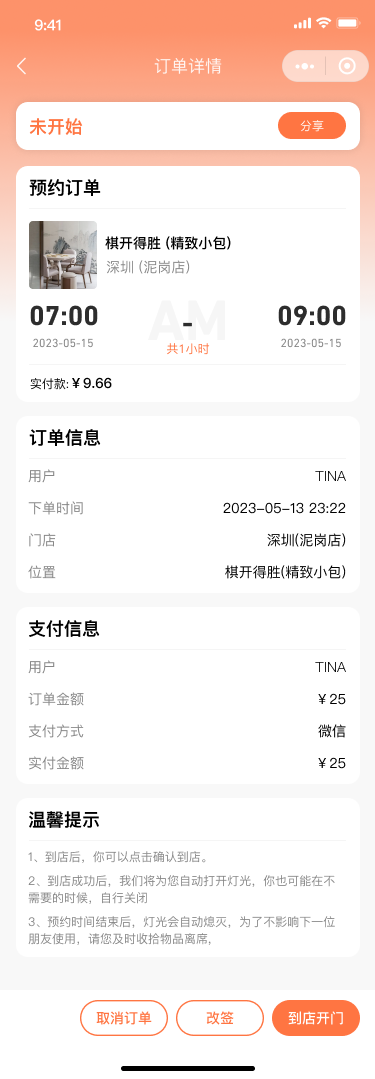 9:41
订单详情
未开始
分享
预约订单
棋开得胜 (精致小包)
深圳 (泥岗店)
AM
07:00
-
09:00
2023-05-15
共1小时
2023-05-15
实付款: ¥ 9.66
订单信息
用户
TINA
下单时间
2023-05-13 23:22
门店
深圳(泥岗店)
位置
棋开得胜(精致小包)
支付信息
用户
TINA
订单金额
¥ 25
支付方式
微信
实付金额
¥ 25
温馨提示
1、到店后，你可以点击确认到店。
2、到店成功后，我们将为您自动打开灯光，你也可能在不
需要的时候，自行关闭
3、预约时间结束后，灯光会自动熄灭，为了不影响下一位
朋友使用，请您及时收拾物品离席，
取消订单
改签
到店开门